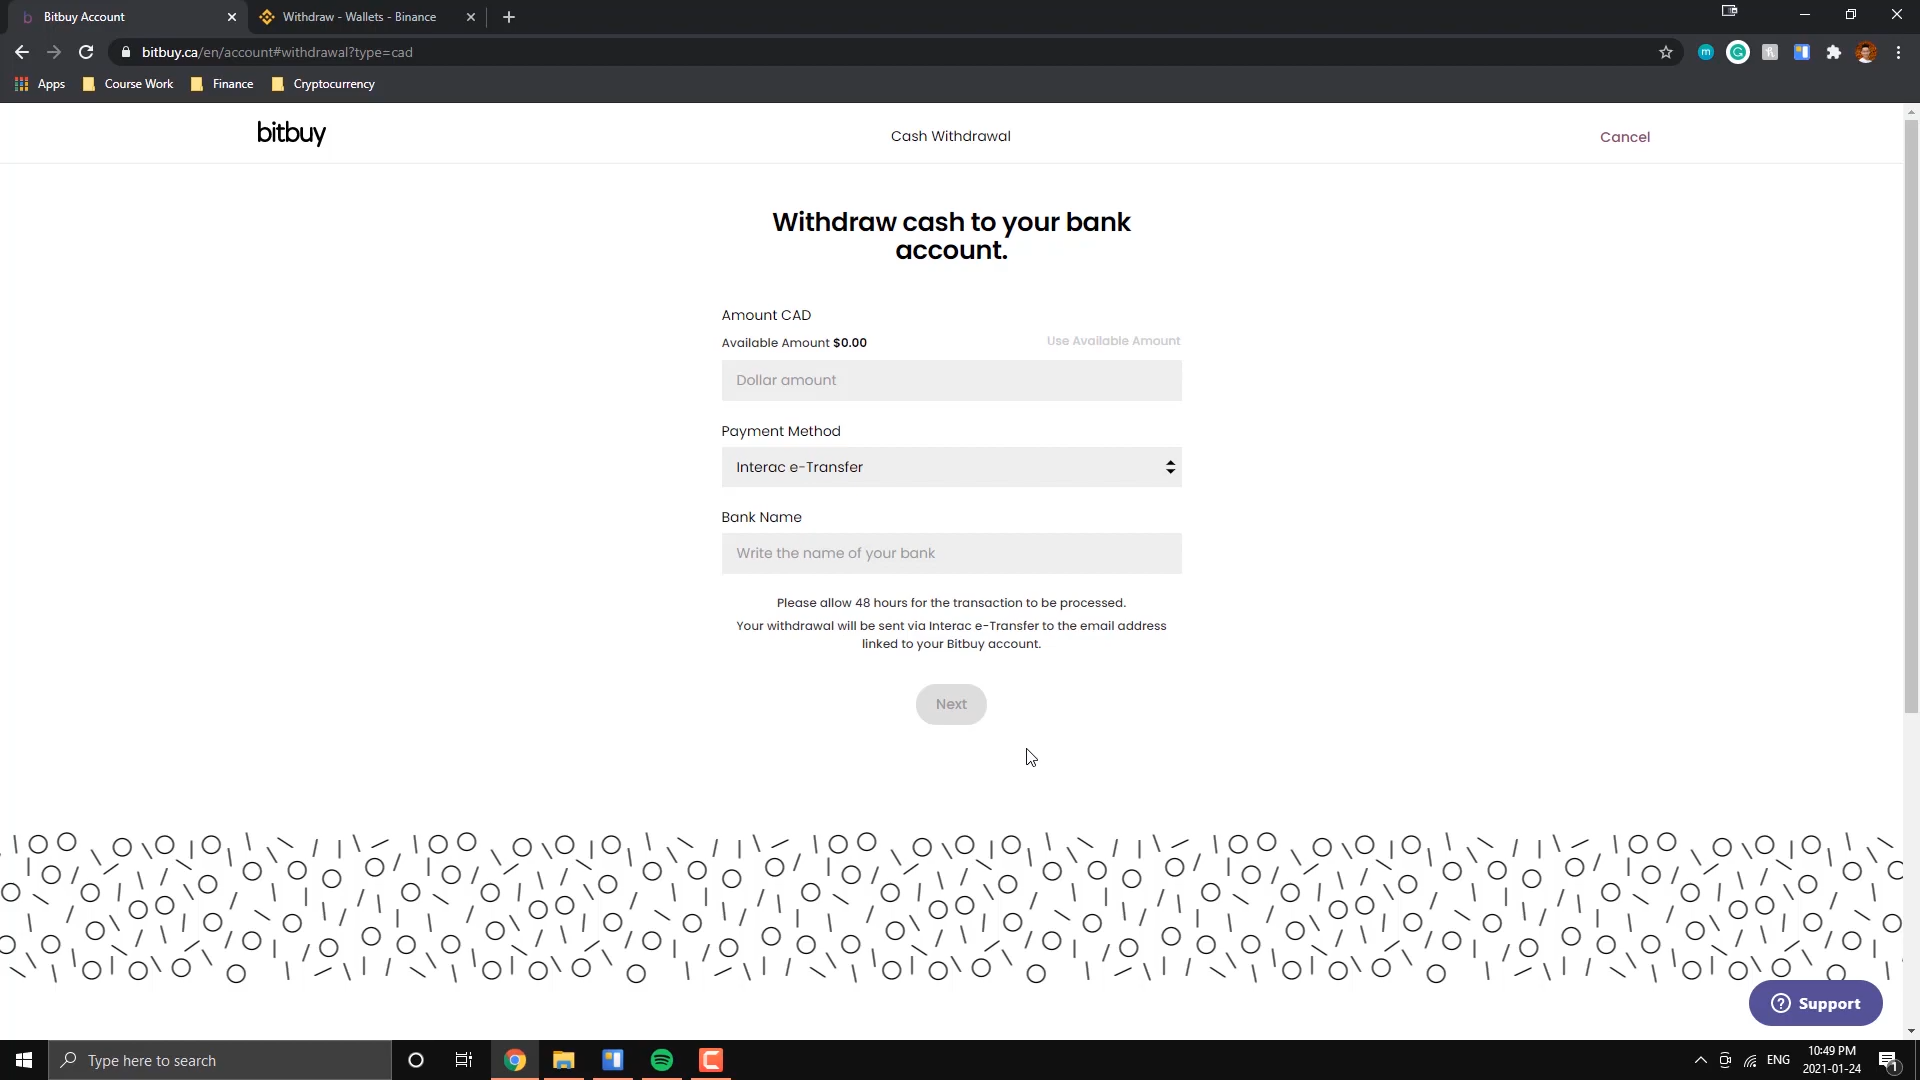 Bitbuy Account
Withdraw - Wallets - Binance
bitbuy.ca/en/account#withdrawal?type=cad
Apps
Course Work
Finance
Cryptocurrency
bitbuy
Cash Withdrawal
Cancel
Withdraw cash to your bank
account.
Amount CAD
Available Amount $0.00
Use Available Amount
Dollar amount
Payment Method
Interac e-Transfer
Bank Name
Write the name of your bank
Please allow 48 hours for the transaction to be processed.
Your withdrawal will be sent via Interac e-Transfer to the email address
linked to your Bitbuy account.
Next
Support
Type here to search
ENG
10:49 PM
2021-01-24
1